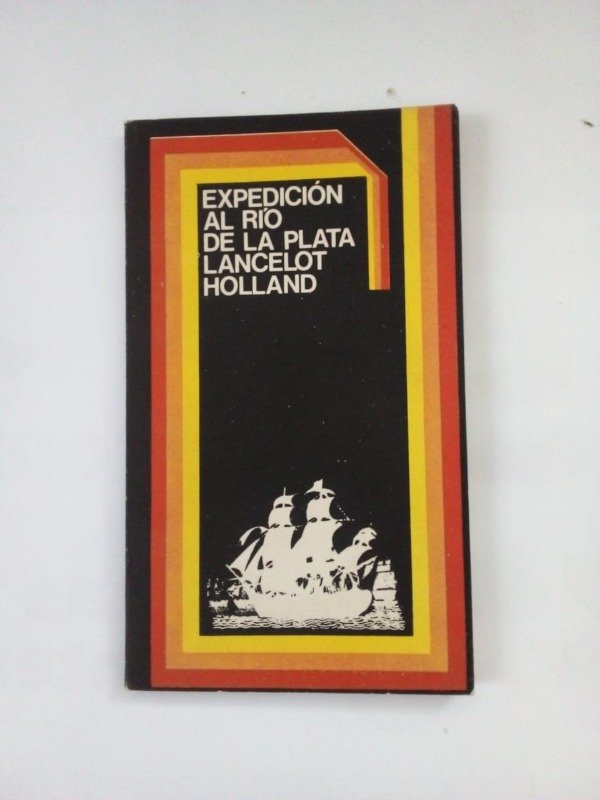 EXPEDICIÓN
AL RÍO
DE LA PLATA
LANCELOT
HOLLAND